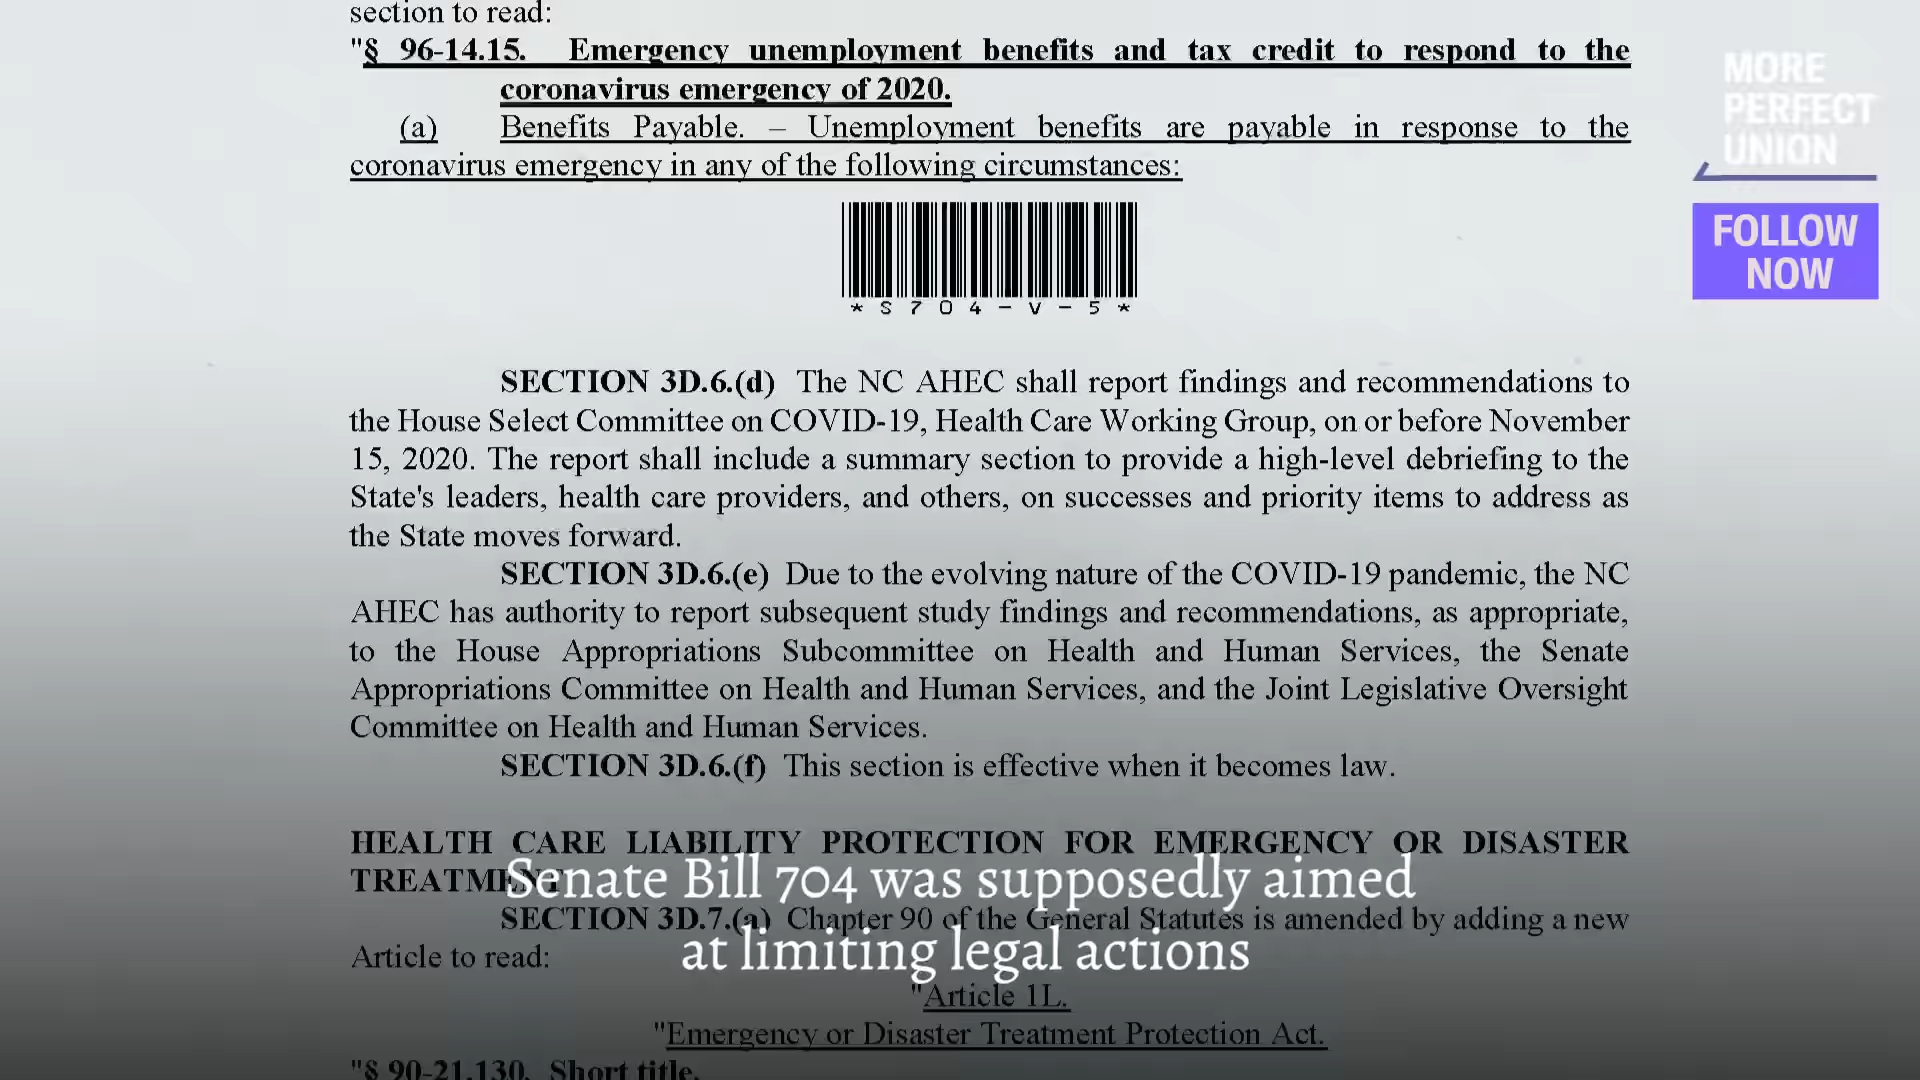 section to read:
"§ 96-14.15. Emergency unemployment benefits and tax credit to respond to the
coronavirus emergency of 2020.
(a) Benefits Payable. – Unemployment benefits are payable in response to the
coronavirus emergency in any of the following circumstances:
*S704-V-5*
SECTION 3D.6.(d) The NC AHEC shall report findings and recommendations to
the House Select Committee on COVID-19, Health Care Working Group, on or before November
15, 2020. The report shall include a summary section to provide a high-level debriefing to the
State's leaders, health care providers, and others, on successes and priority items to address as
the State moves forward.
SECTION 3D.6.(e) Due to the evolving nature of the COVID-19 pandemic, the NC
AHEC has authority to report subsequent study findings and recommendations, as appropriate,
to the House Appropriations Subcommittee on Health and Human Services, the Senate
Appropriations Committee on Health and Human Services, and the Joint Legislative Oversight
Committee on Health and Human Services.
SECTION 3D.6.(f) This section is effective when it becomes law.
HEALTH CARE LIABILITY PROTECTION FOR EMERGENCY OR DISASTER
TREATMENT
SECTION 3D.7.(a) Chapter 90 of the General Statutes is amended by adding a new
Article to read:
"Article 1L.
"Emergency or Disaster Treatment Protection Act.
"§ 90-21.130. Short title.
Senate Bill 704 was supposedly aimed
at limiting legal actions
MORE
PERFECT
UNION
FOLLOW
NOW